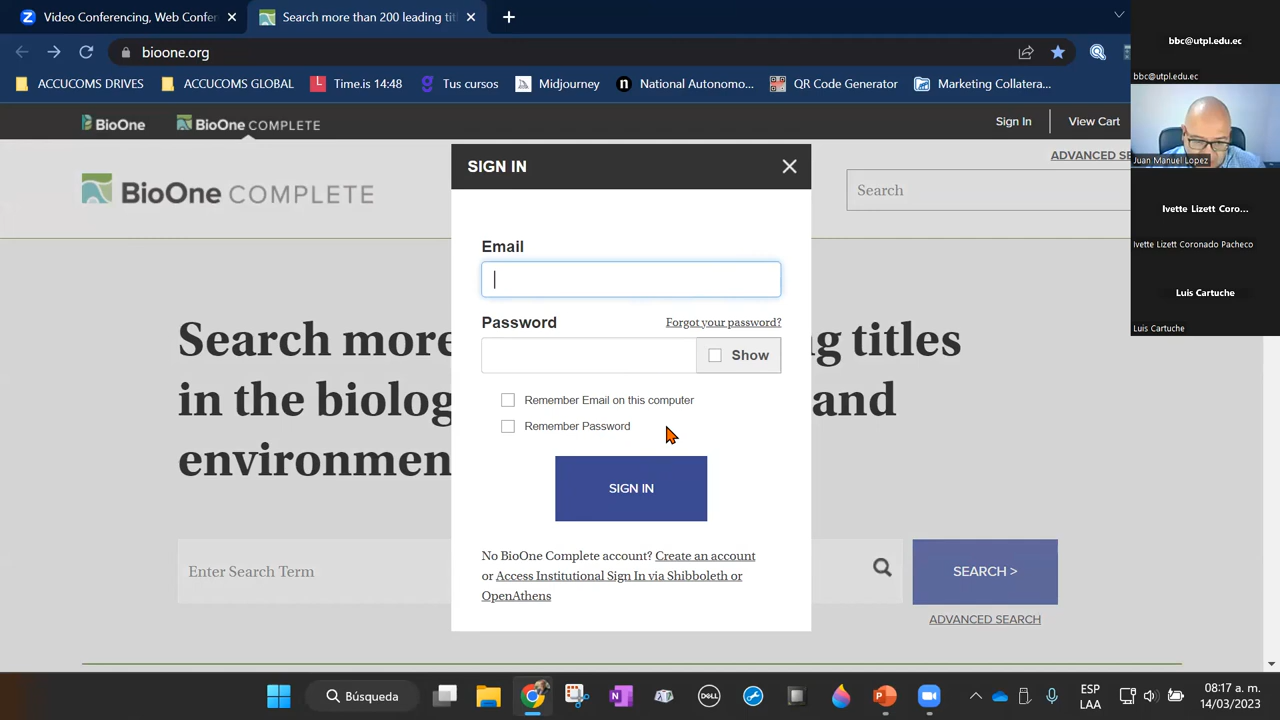 Video Conferencing, Web Confer
Search more than 200 leading titl
bioone.org
ACCUCOMS DRIVES
ACCUCOMS GLOBAL
Time.is 14:48
Tus cursos
Midjourney
National Autonomo...
QR Code Generator
Marketing Collatera...
BioOne
BioOne COMPLETE
Sign In
View Cart
ADVANCED SE
BioOne COMPLETE
Search
SIGN IN
Email
Password
Forgot your password?
Show
Remember Email on this computer
Remember Password
SIGN IN
No BioOne Complete account? Create an account
or Access Institutional Sign In via Shibboleth or
OpenAthens
Search more
ng titles
in the biolog
and
environmen
Enter Search Term
SEARCH >
ADVANCED SEARCH
bbc@utpl.edu.ec
bbc@utpl.edu.ec
Juan Manuel Lopez
Ivette Lizett Coro...
Ivette Lizett Coronado Pacheco
Luis Cartuche
Luis Cartuche
Búsqueda
DELL
ESP
LAA
08:17 a. m.
14/03/2023